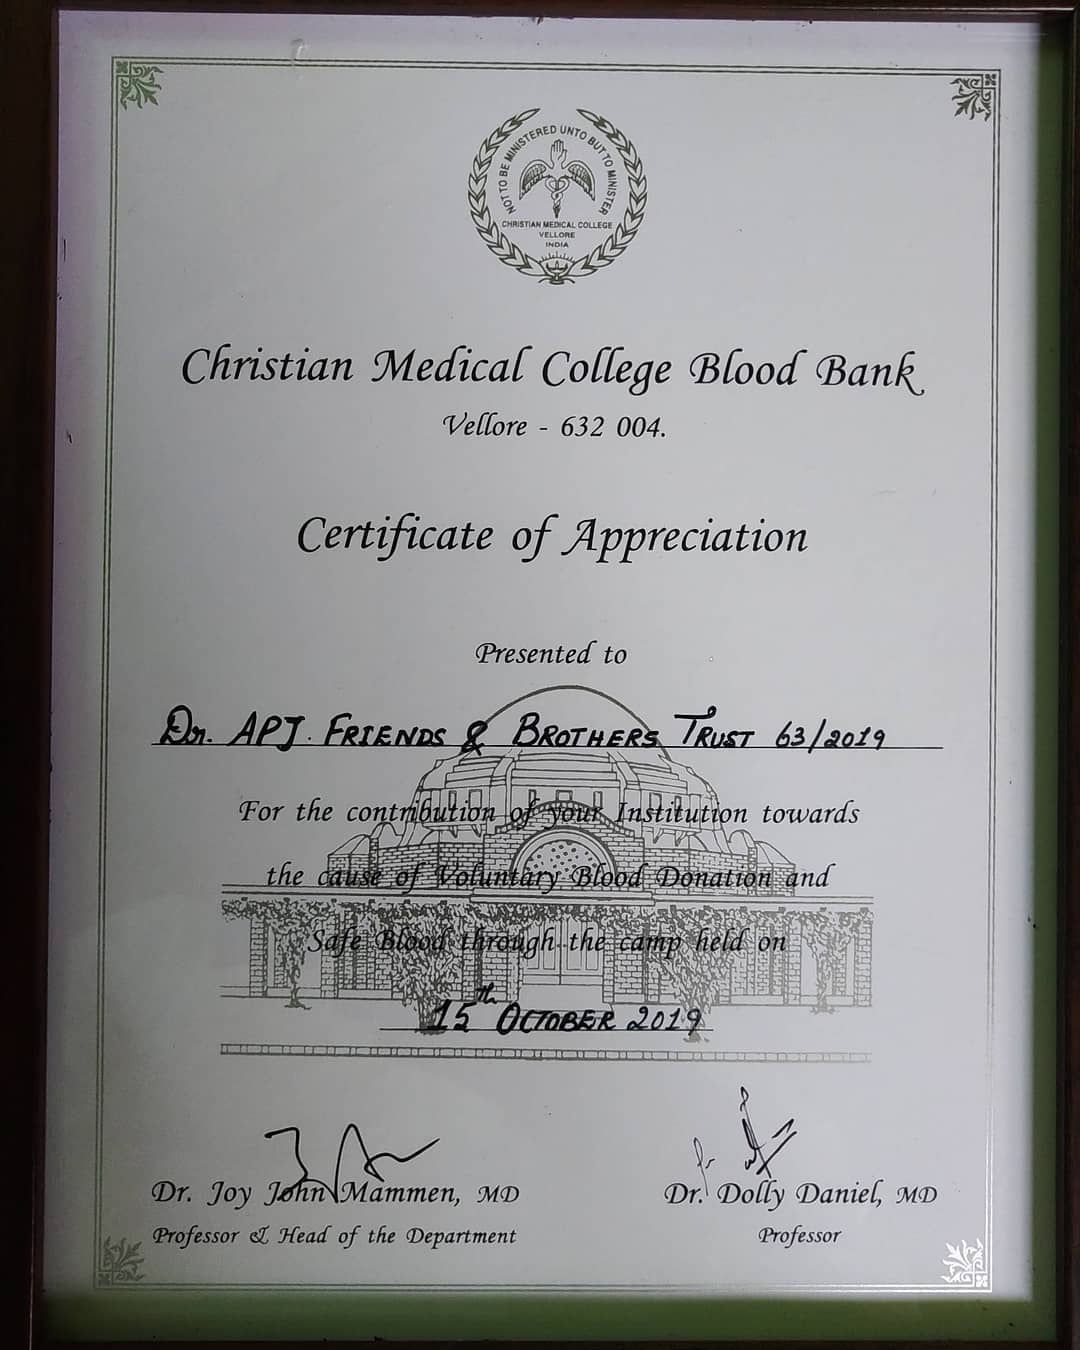 NOT TO BE MINISTERED UNTO BUT TO MINISTER
CHRISTIAN MEDICAL COLLEGE
VELLORE
INDIA
Christian Medical College Blood Bank
Vellore - 632 004.
Certificate of Appreciation
Presented to
Dr. APJ. FRIENDS & BROTHERS TRUST 63/2019
For the contribution of your Institution towards
the cause of Voluntary Blood Donation and
Safe Blood through the camp held on
15th OCTOBER 2019
Dr. Joy John Mammen, MD
Dr. Dolly Daniel, MD
Professor & Head of the Department
Professor